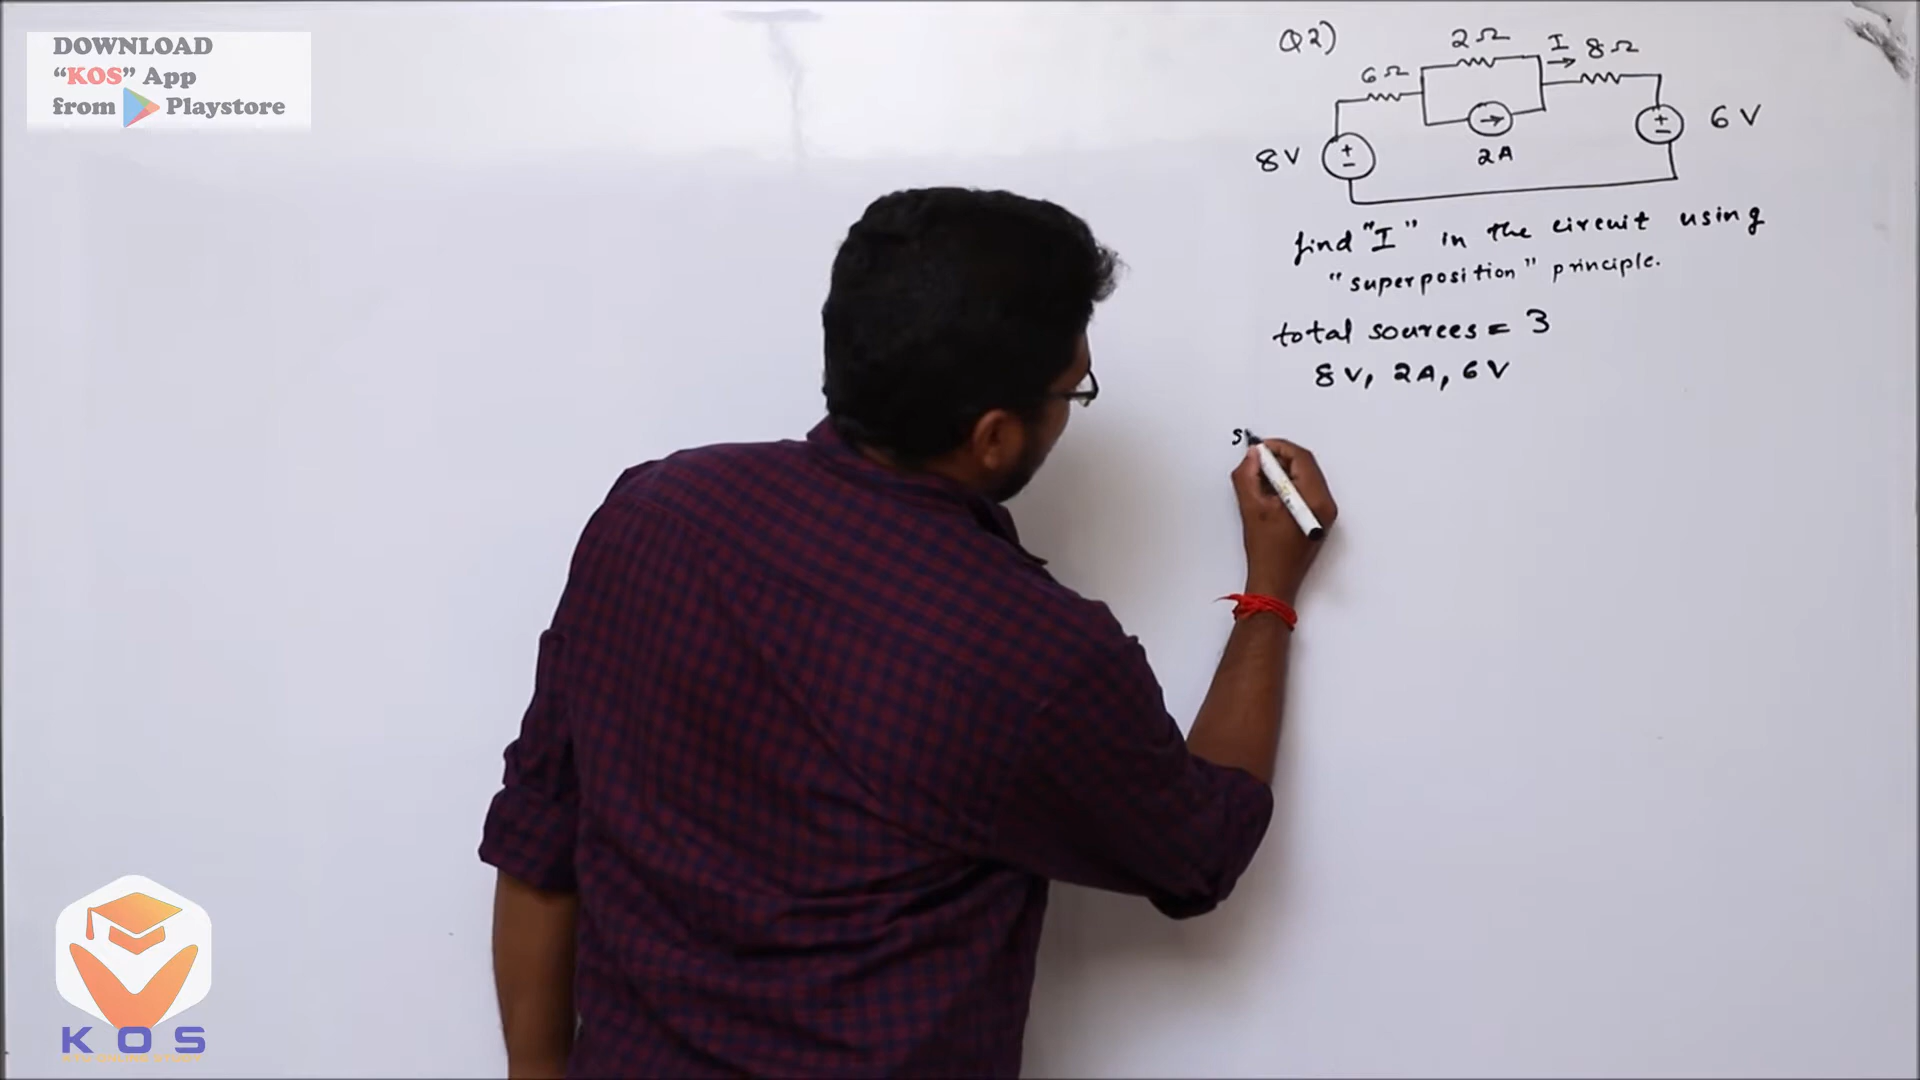 DOWNLOAD
“KOS” App
from Playstore
Q2)
2Ω
I
8Ω
6Ω
6 V
8V
2A
find "I" in the circuit using
"superposition" principle.
total sources = 3
8V, 2A, 6V
s
KOS